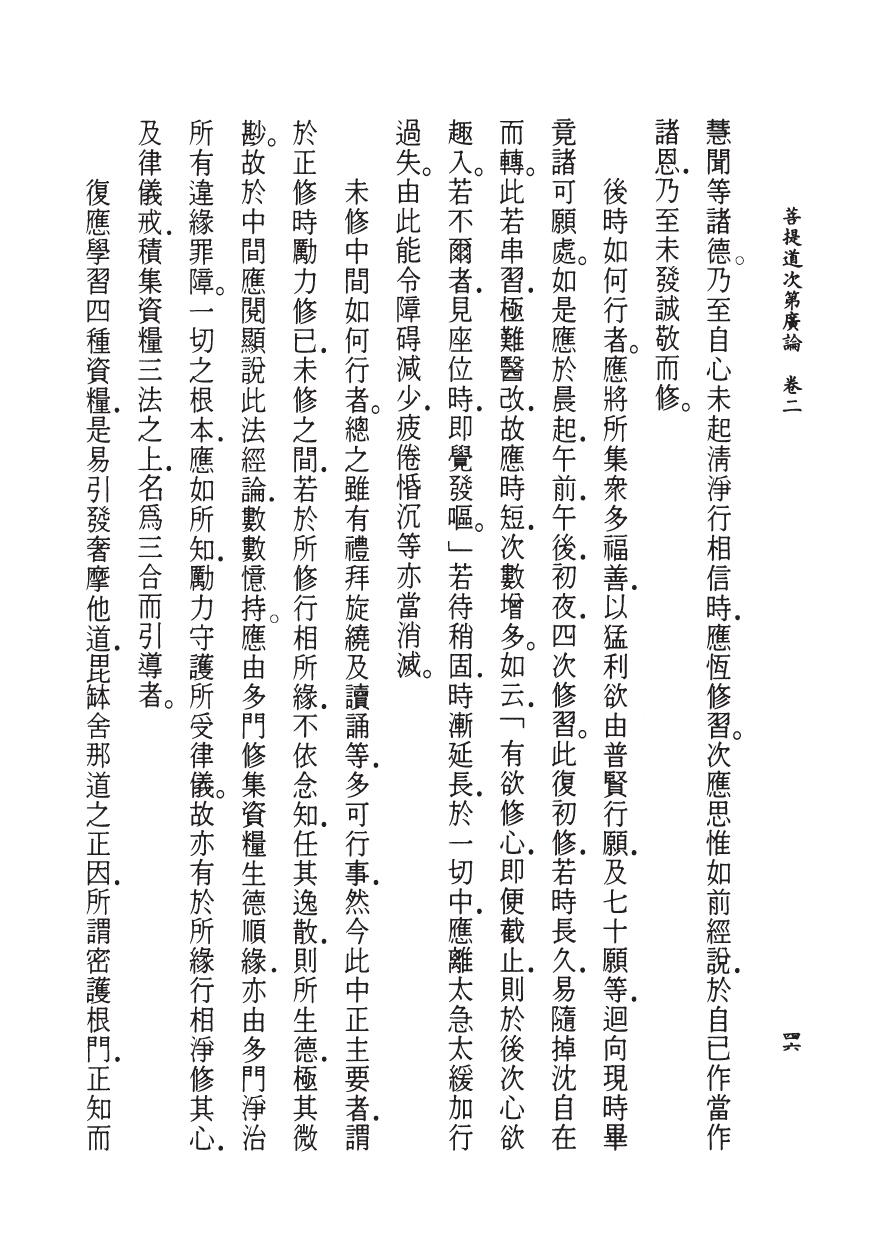 菩提道次第廣論　卷二
四六
慧聞等諸德。乃至自心未起淸淨行相信時．應恆修習。次應思惟如前經說．於自已作當作
諸恩．乃至未發誠敬而修。
後時如何行者。應將所集衆多福善．以猛利欲由普賢行願．及七十願等．迴向現時畢
竟諸可願處。如是應於晨起．午前．午後．初夜．四次修習。此復初修．若時長久．易隨掉沈自在
而轉。此若串習．極難醫改．故應時短．次數增多。如云．「有欲修心．即便截止．則於後次心欲
趣入。若不爾者．見座位時．即覺發嘔。」若待稍固．時漸延長．於一切中．應離太急太緩加行
過失。由此能令障碍減少．疲倦惛沉等亦當消滅。
未修中間如何行者。總之雖有禮拜旋繞及讀誦等．多可行事．然今此中正主要者．謂
於正修時勵力修已．未修之間．若於所修行相所緣．不依念知．任其逸散．則所生德．極其微
尠。故於中間應閱顯說此法經論．數數憶持。應由多門修集資糧生德順緣．亦由多門淨治
所有違緣罪障。一切之根本．應如所知．勵力守護所受律儀。故亦有於所緣行相淨修其心．
及律儀戒．積集資糧三法之上．名爲三合而引導者。
復應學習四種資糧．是易引發奢摩他道．毘缽舍那道之正因．所謂密護根門．正知而